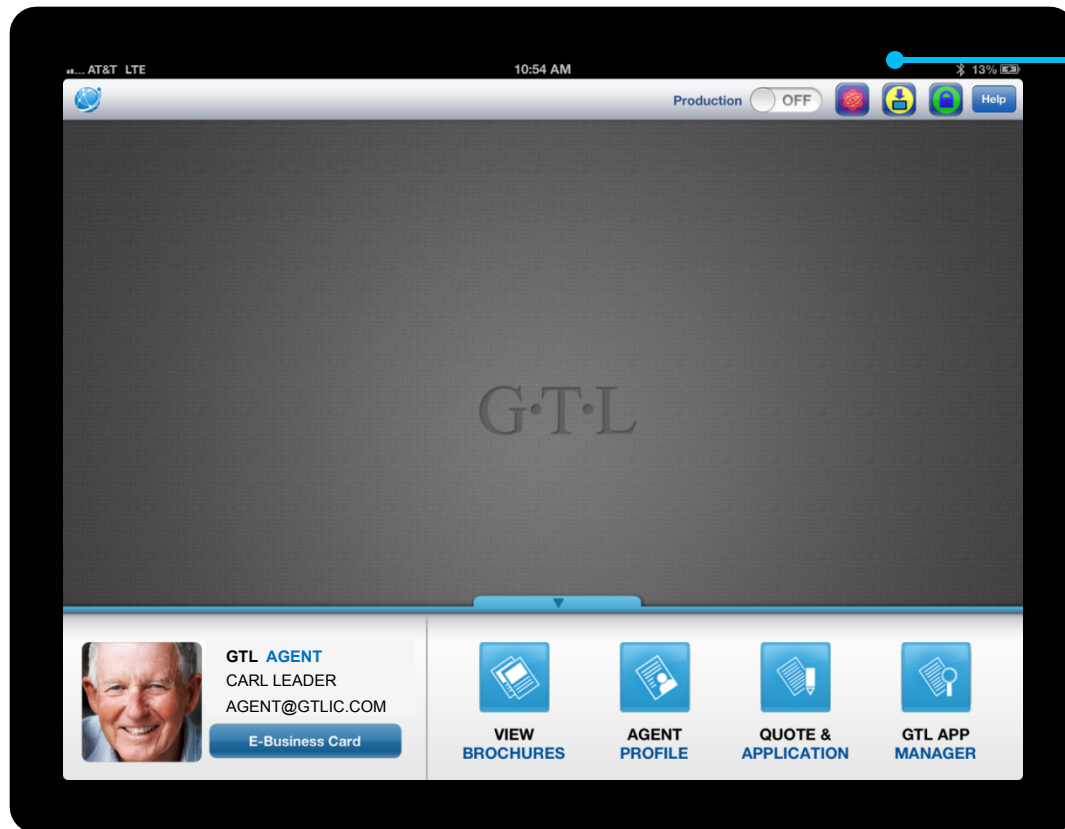 AT&T LTE
10:54 AM
13%
Production OFF
Help
G·T·L
GTL AGENT
CARL LEADER
AGENT@GTLIC.COM
E-Business Card
VIEW
BROCHURES
AGENT
PROFILE
QUOTE &
APPLICATION
GTL APP
MANAGER